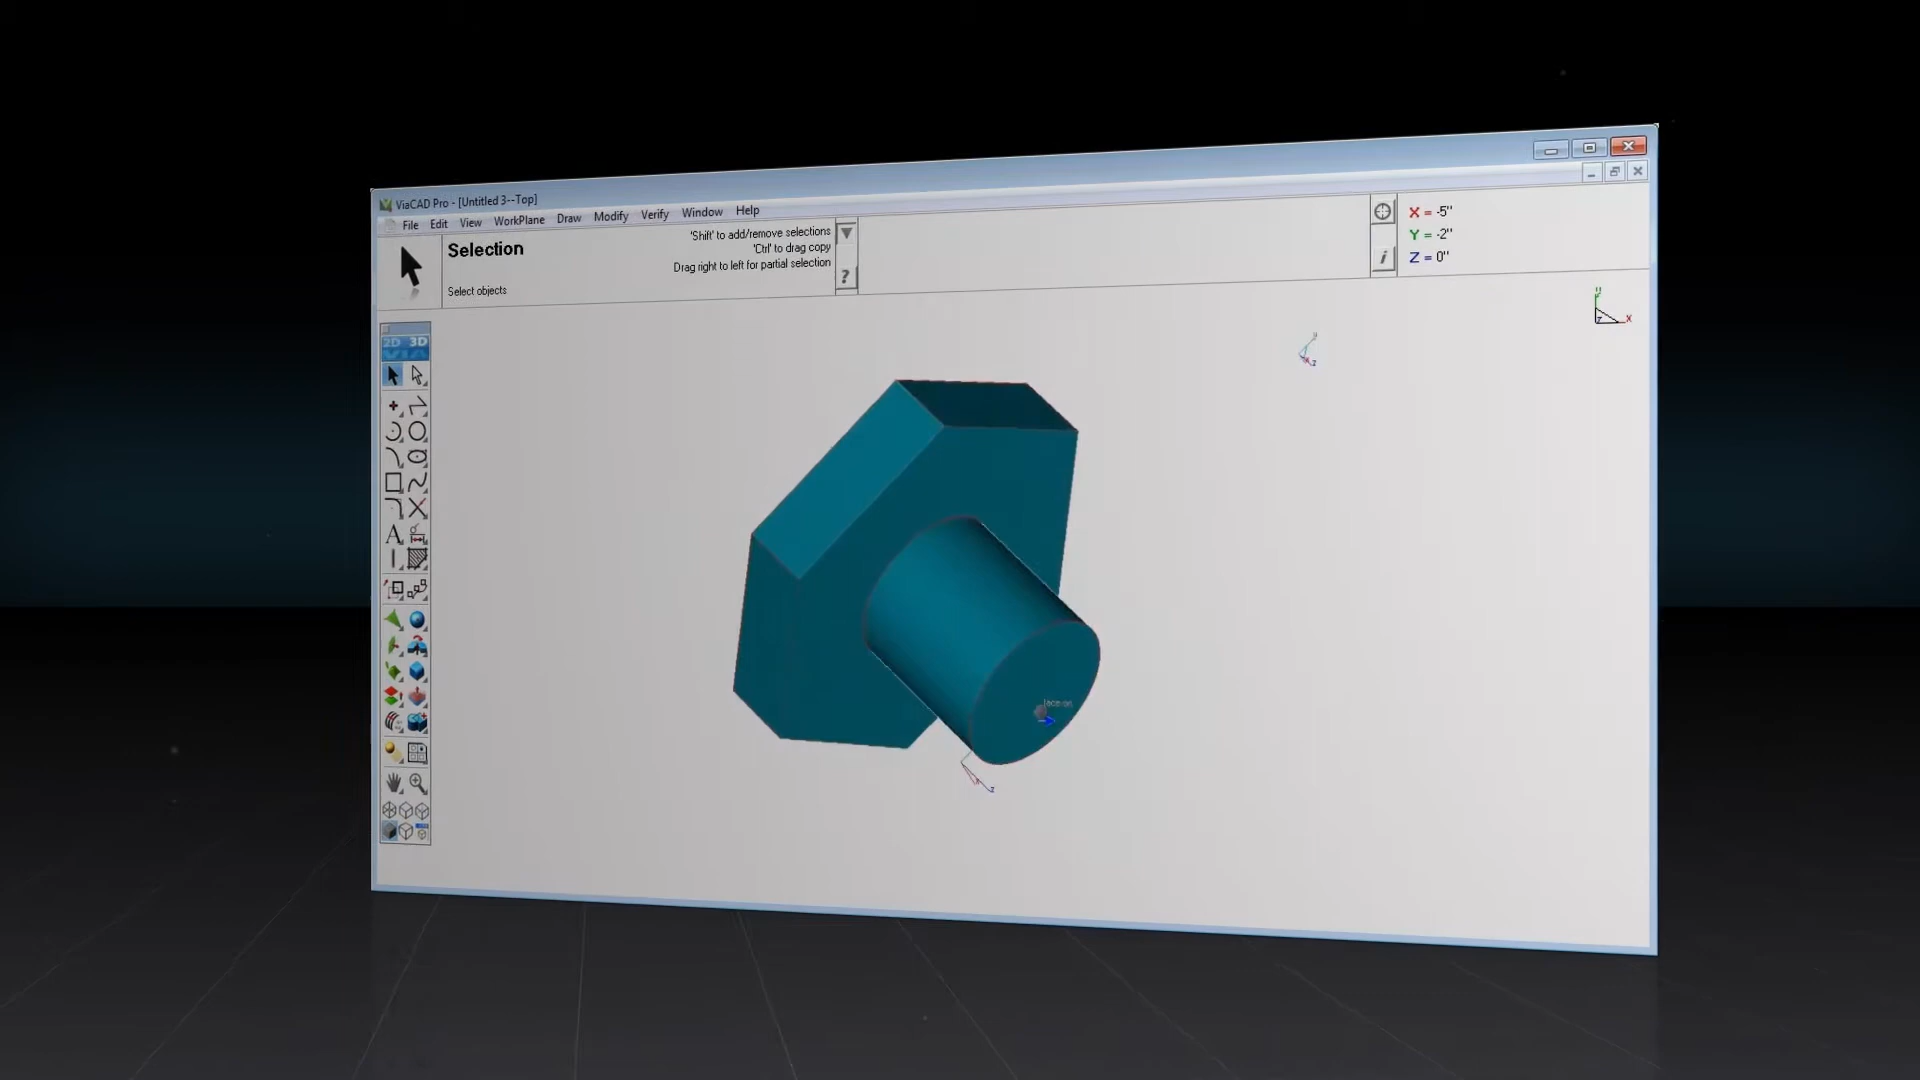 ViaCAD Pro - [Untitled 3--Top]
File Edit View WorkPlane Draw Modify Verify Window Help
Selection
'Shift' to add/remove selections
'Ctrl' to drag copy
Drag right to left for partial selection
Select objects
?
i
X = -5"
Y = -2"
Z = 0"
2D 3D
VIA
A
x
z
z